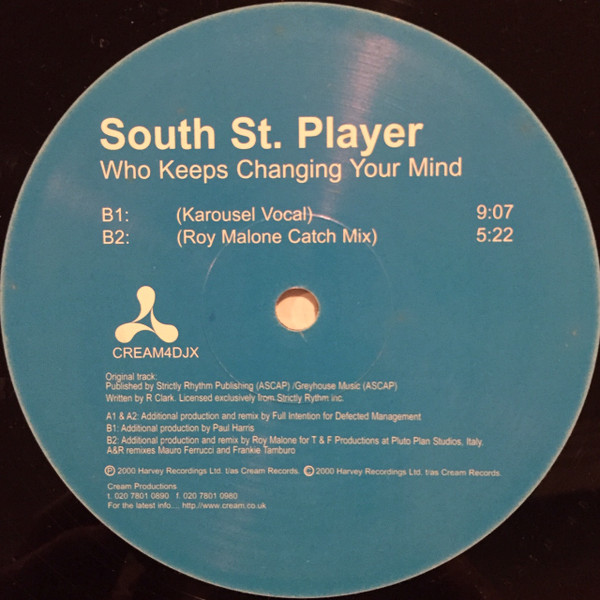 South St. Player
Who Keeps Changing Your Mind
B1: (Karousel Vocal) 9:07
B2: (Roy Malone Catch Mix) 5:22
CREAM4DJX
Original track:
Published by Strictly Rhythm Publishing (ASCAP) /Greyhouse Music (ASCAP)
Written by R Clark. Licensed exclusively from Strictly Rythm inc.
A1 & A2: Additional production and remix by Full Intention for Defected Management
B1: Additional production by Paul Harris
B2: Additional production and remix by Roy Malone for T & F Productions at Pluto Plan Studios, Italy.
A&R remixes Mauro Ferrucci and Frankie Tamburo
℗ 2000 Harvey Recordings Ltd. t/as Cream Records. © 2000 Harvey Recordings Ltd. t/as Cream Records.
Cream Productions
t. 020 7801 0890 f. 020 7801 0980
For the latest info.... http://www.cream.co.uk